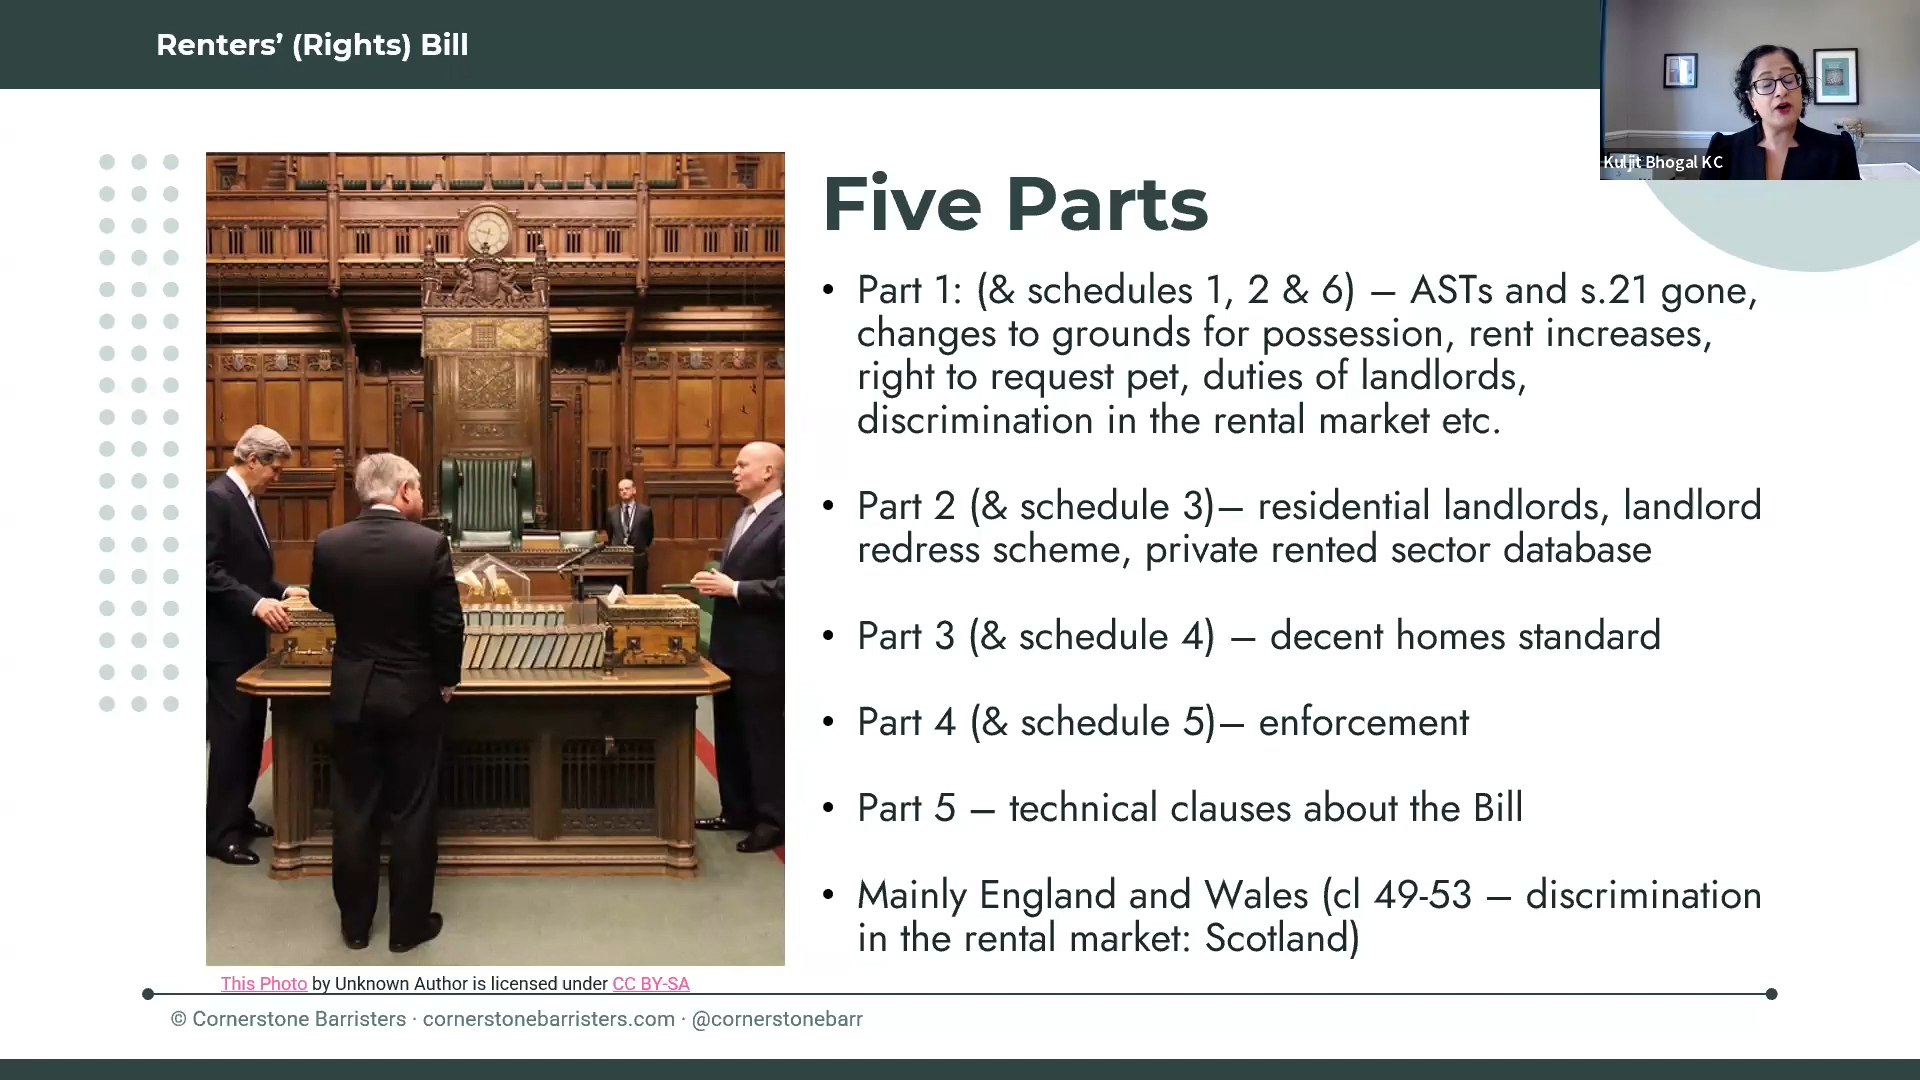 Renters’ (Rights) Bill
Kuljit Bhogal KC
Five Parts
• Part 1: (& schedules 1, 2 & 6) – ASTs and s.21 gone,
changes to grounds for possession, rent increases,
right to request pet, duties of landlords,
discrimination in the rental market etc.
• Part 2 (& schedule 3)– residential landlords, landlord
redress scheme, private rented sector database
• Part 3 (& schedule 4) – decent homes standard
• Part 4 (& schedule 5)– enforcement
• Part 5 – technical clauses about the Bill
• Mainly England and Wales (cl 49-53 – discrimination
in the rental market: Scotland)
This Photo by Unknown Author is licensed under CC BY-SA
© Cornerstone Barristers · cornerstonebarristers.com · @cornerstonebarr